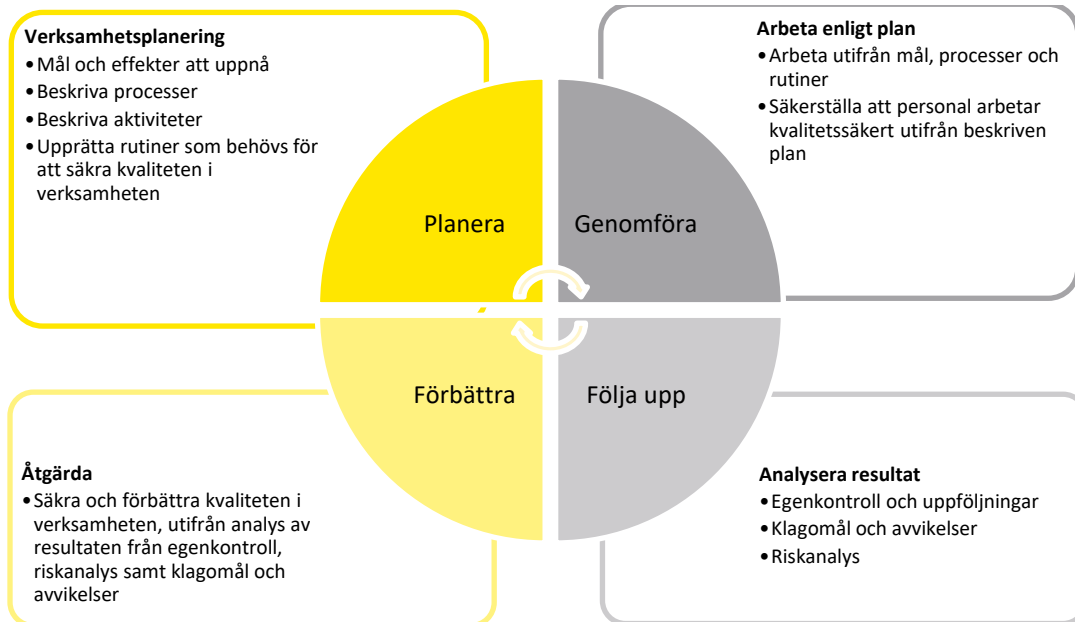 Verksamhetsplanering
•Mål och effekter att uppnå
•Beskriva processer
•Beskriva aktiviteter
•Upprätta rutiner som behövs för
att säkra kvaliteten i
verksamheten
Arbeta enligt plan
•Arbeta utifrån mål, processer och
rutiner
•Säkerställa att personal arbetar
kvalitetssäkert utifrån beskriven
plan
Planera
Genomföra
Förbättra
Följa upp
Åtgärda
•Säkra och förbättra kvaliteten i
verksamheten, utifrån analys av
resultaten från egenkontroll,
riskanalys samt klagomål och
avvikelser
Analysera resultat
•Egenkontroll och uppföljningar
•Klagomål och avvikelser
•Riskanalys